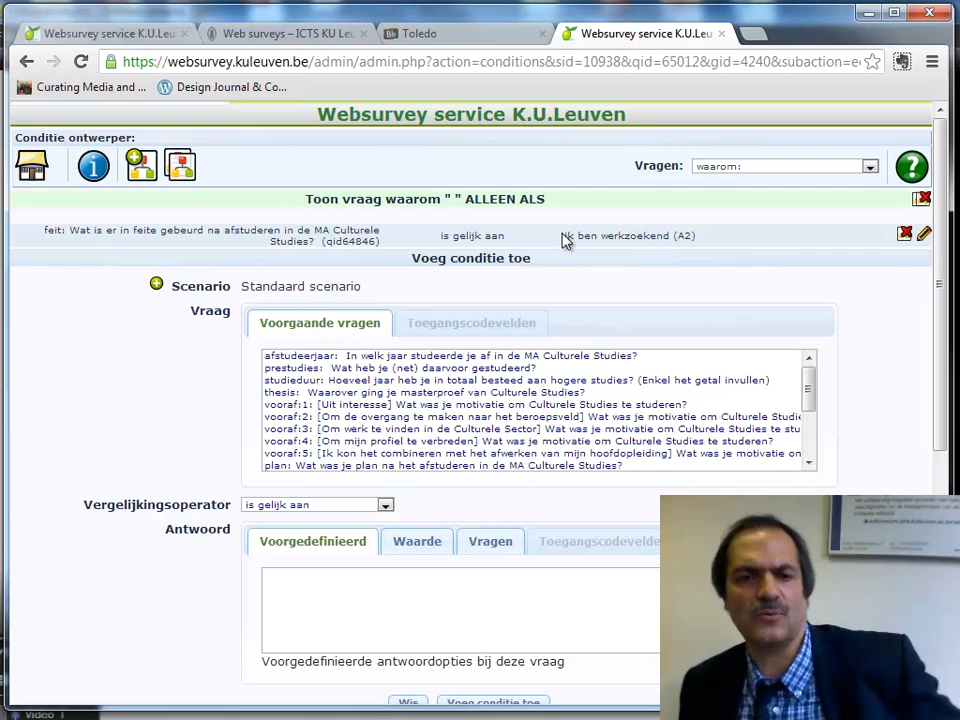 Websurvey service K.U.Leu
Web surveys – ICTS KU Le
Toledo
Websurvey service K.U.Leu
https://websurvey.kuleuven.be/admin/admin.php?action=conditions&sid=10938&qid=65012&gid=4240&subaction=e
Curating Media and ...
Design Journal & Co...
Websurvey service K.U.Leuven
Conditie ontwerper:
Vragen: waarom:
Toon vraag waarom " " ALLEEN ALS
feit: Wat is er in feite gebeurd na afstuderen in de MA Culturele Studies? (qid64846)
is gelijk aan
Ik ben werkzoekend (A2)
Voeg conditie toe
Scenario Standaard scenario
Vraag
Voorgaande vragen Toegangscodevelden
afstudeerjaar: In welk jaar studeerde je af in de MA Culturele Studies?
prestudies: Wat heb je (net) daarvoor gestudeerd?
studieduur: Hoeveel jaar heb je in totaal besteed aan hogere studies? (Enkel het getal invullen)
thesis: Waarover ging je masterproef van Culturele Studies?
vooraf:1: [Uit interesse] Wat was je motivatie om Culturele Studies te studeren?
vooraf:2: [Om de overgang te maken naar het beroepsveld] Wat was je motivatie om Culturele Studie
vooraf:3: [Om werk te vinden in de Culturele Sector] Wat was je motivatie om Culturele Studies te stu
vooraf:4: [Om mijn profiel te verbreden] Wat was je motivatie om Culturele Studies te studeren?
vooraf:5: [Ik kon het combineren met het afwerken van mijn hoofdopleiding] Wat was je motivatie om
plan: Wat was je plan na het afstuderen in de MA Culturele Studies?
Vergelijkingsoperator is gelijk aan
Antwoord
Voorgedefinieerd Waarde Vragen Toegangscodevelde
Voorgedefinieerde antwoordopties bij deze vraag
Wis Voeg conditie toe
Video 1